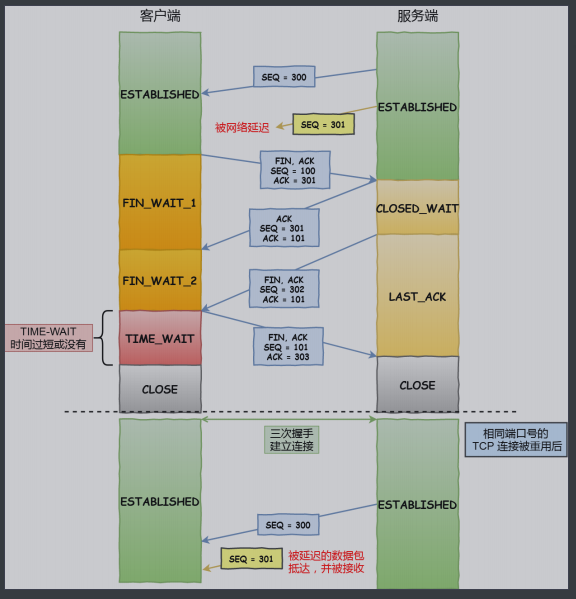 客户端
服务端
SEQ = 300
ESTABLISHED
ESTABLISHED
被网络延迟
SEQ = 301
FIN, ACK
SEQ = 100
ACK = 301
FIN_WAIT_1
CLOSED_WAIT
ACK
SEQ = 301
ACK = 101
FIN_WAIT_2
FIN, ACK
SEQ = 302
ACK = 101
LAST_ACK
TIME-WAIT
时间过短或没有
TIME_WAIT
FIN, ACK
SEQ = 101
ACK = 303
CLOSE
CLOSE
三次握手
建立连接
相同端口号的
TCP 连接被重用后
ESTABLISHED
ESTABLISHED
SEQ = 300
SEQ = 301
被延迟的数据包
抵达，并被接收